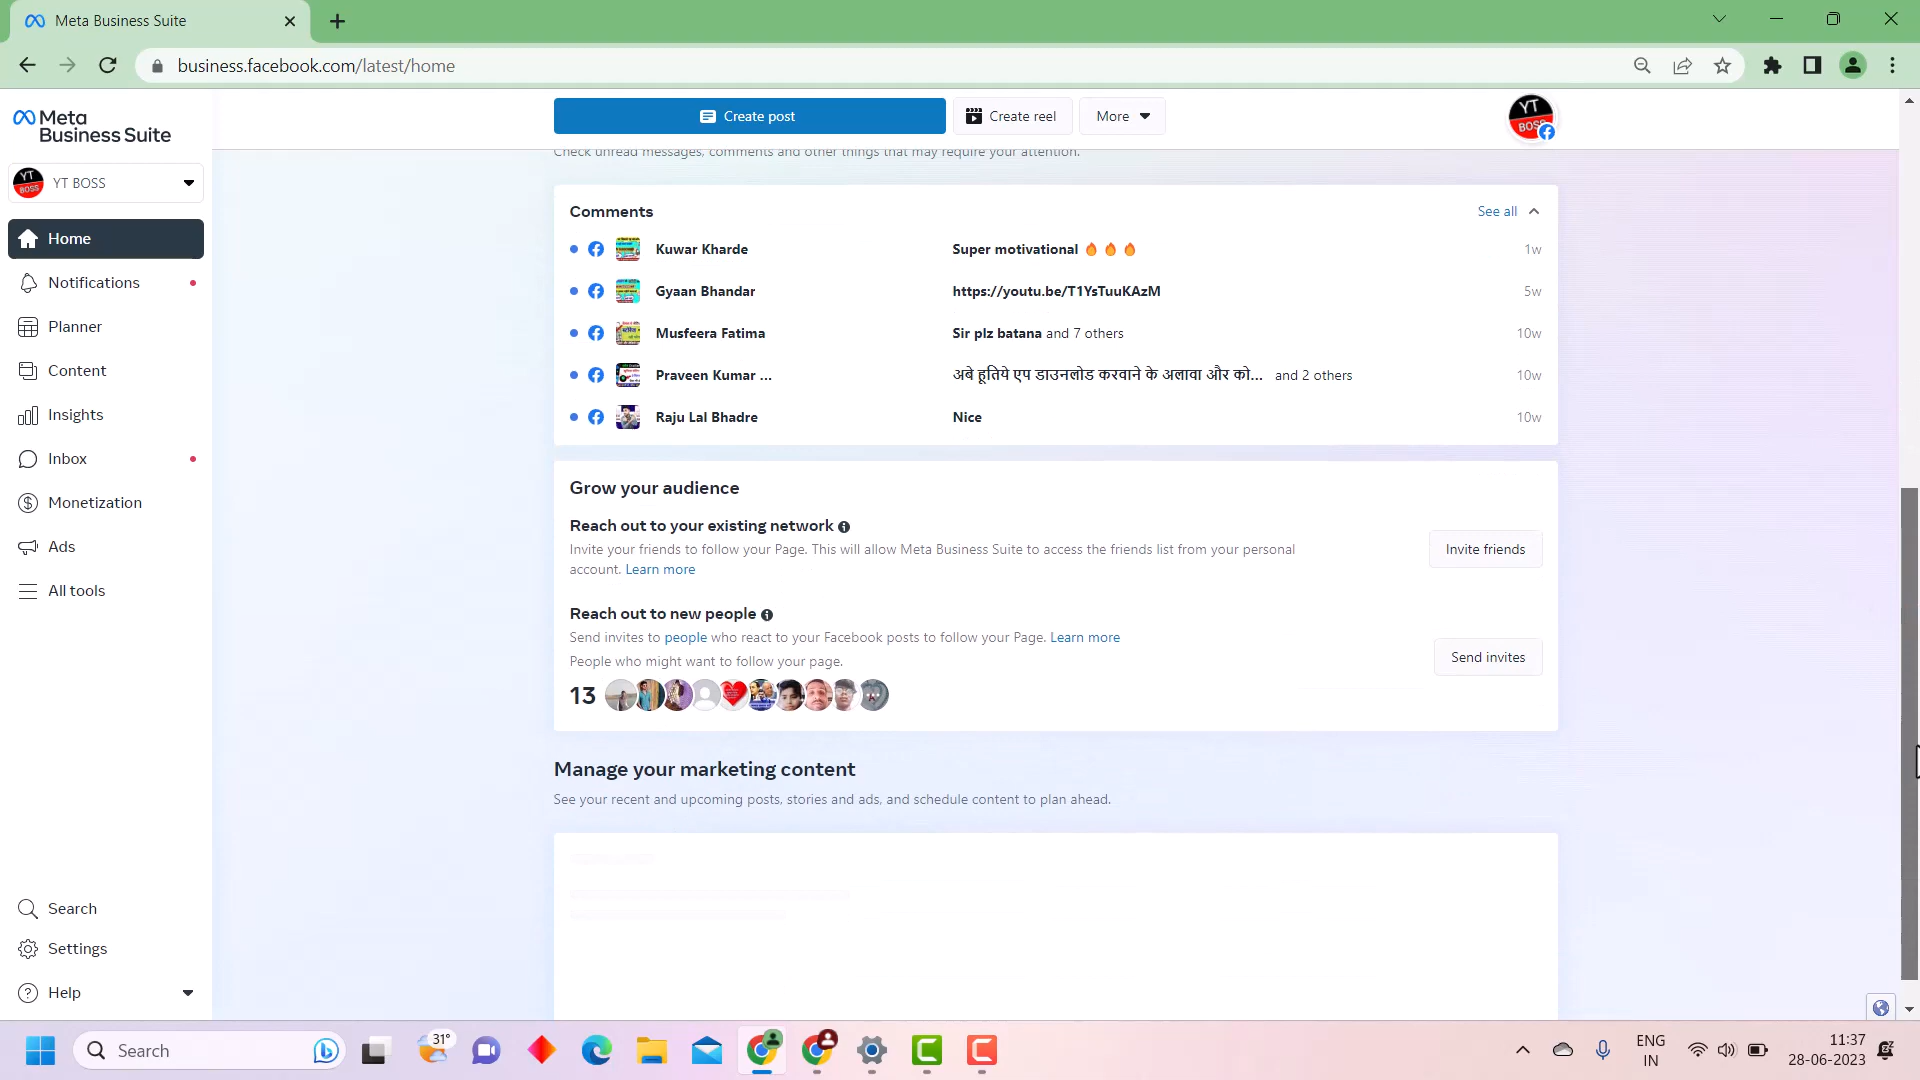 Meta Business Suite
business.facebook.com/latest/home
Meta
Business Suite
Create post
Create reel
More
YT
BOSS
YT
BOSS
YT BOSS
Home
Notifications
Planner
Content
Insights
Inbox
Monetization
Ads
All tools
Search
Settings
Help
Check unread messages, comments and other things that may require your attention.
Comments
See all
Kuwar Kharde Super motivational 🔥 🔥 🔥 1w
Gyaan Bhandar https://youtu.be/T1YsTuuKAzM 5w
Musfeera Fatima Sir plz batana and 7 others 10w
Praveen Kumar ... अबे हूतिये एप डाउनलोड करवाने के अलावा और को... and 2 others 10w
Raju Lal Bhadre Nice 10w
Grow your audience
Reach out to your existing network
Invite your friends to follow your Page. This will allow Meta Business Suite to access the friends list from your personal
account. Learn more
Invite friends
Reach out to new people
Send invites to people who react to your Facebook posts to follow your Page. Learn more
People who might want to follow your page.
Send invites
13
Manage your marketing content
See your recent and upcoming posts, stories and ads, and schedule content to plan ahead.
Search
31°
ENG
IN
11:37
28-06-2023